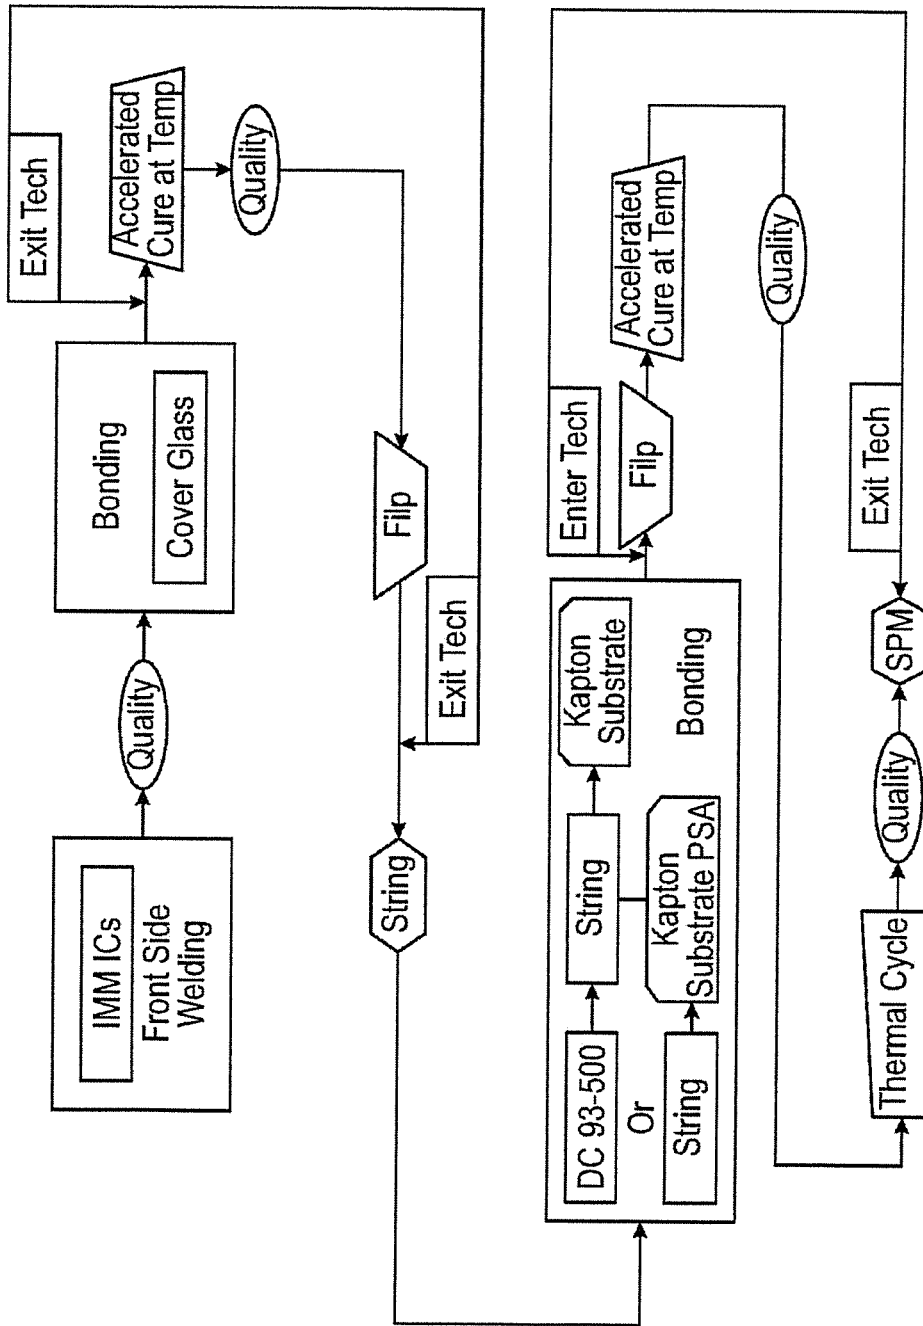 IMM ICs
Front Side
Welding
Quality
Bonding
Cover Glass
Exit Tech
Accelerated
Cure at Temp
Quality
Filp
Exit Tech
String
DC 93-500
Or
String
String
Kapton
Substrate PSA
Kapton
Substrate
Bonding
Enter Tech
Filp
Accelerated
Cure at Temp
Quality
Thermal Cycle
Quality
SPM
Exit Tech